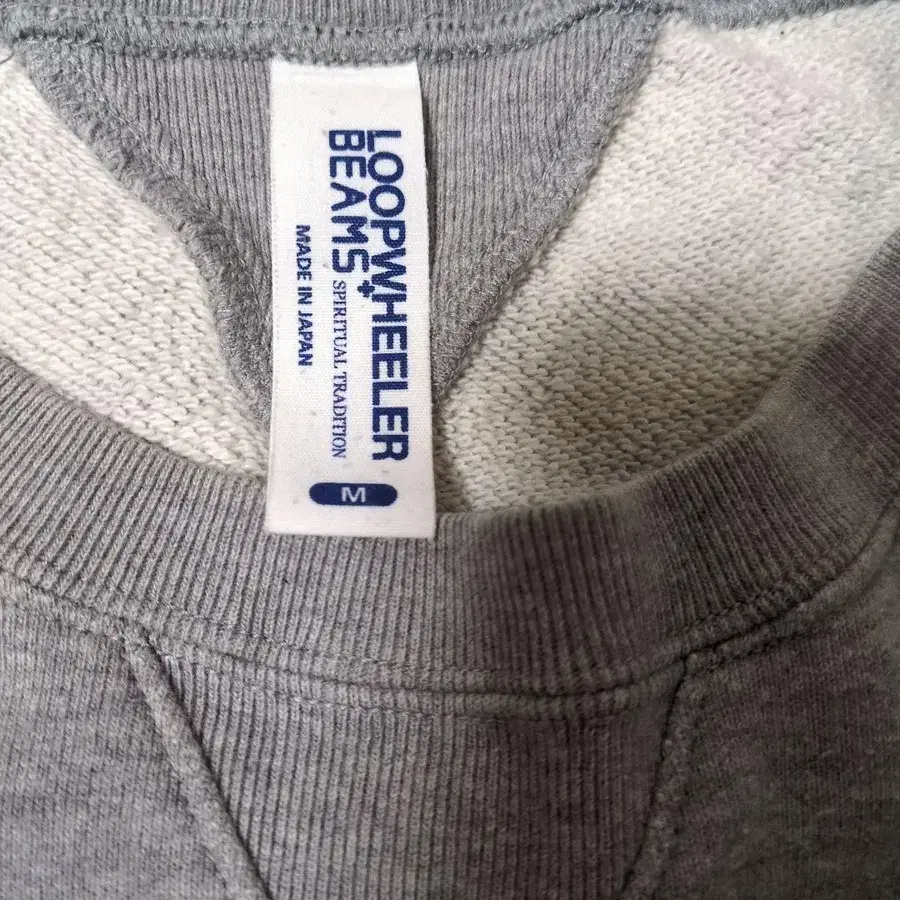 LOOPWHEELER
+
BEAMS
SPIRITUAL TRADITION
MADE IN JAPAN
M